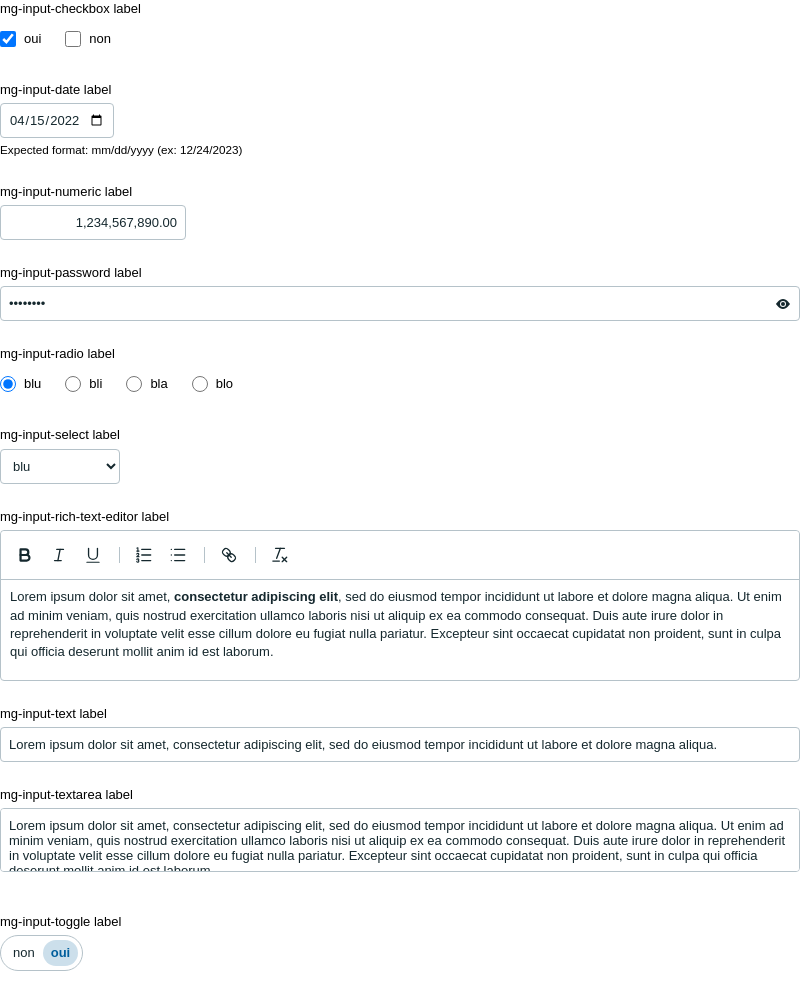 mg-input-checkbox label
oui non
mg-input-date label
04/15/2022
Expected format: mm/dd/yyyy (ex: 12/24/2023)
mg-input-numeric label
1,234,567,890.00
mg-input-password label
••••••••
mg-input-radio label
blu bli bla blo
mg-input-select label
blu
mg-input-rich-text-editor label
Lorem ipsum dolor sit amet, consectetur adipiscing elit, sed do eiusmod tempor incididunt ut labore et dolore magna aliqua. Ut enim
ad minim veniam, quis nostrud exercitation ullamco laboris nisi ut aliquip ex ea commodo consequat. Duis aute irure dolor in
reprehenderit in voluptate velit esse cillum dolore eu fugiat nulla pariatur. Excepteur sint occaecat cupidatat non proident, sunt in culpa
qui officia deserunt mollit anim id est laborum.
mg-input-text label
Lorem ipsum dolor sit amet, consectetur adipiscing elit, sed do eiusmod tempor incididunt ut labore et dolore magna aliqua.
mg-input-textarea label
Lorem ipsum dolor sit amet, consectetur adipiscing elit, sed do eiusmod tempor incididunt ut labore et dolore magna aliqua. Ut enim ad
minim veniam, quis nostrud exercitation ullamco laboris nisi ut aliquip ex ea commodo consequat. Duis aute irure dolor in reprehenderit
in voluptate velit esse cillum dolore eu fugiat nulla pariatur. Excepteur sint occaecat cupidatat non proident, sunt in culpa qui officia
deserunt mollit anim id est laborum.
mg-input-toggle label
non oui